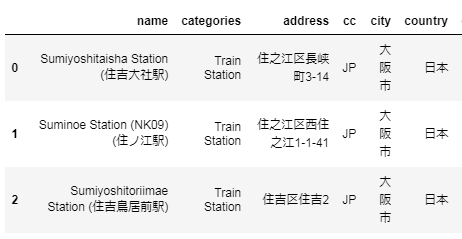 name categories address cc city country
0 Sumiyoshitaisha Station (住吉大社駅) Train Station 住之江区長峡町3-14 JP 大阪市 日本
1 Suminoe Station (NK09) (住ノ江駅) Train Station 住之江区西住之江1-1-41 JP 大阪市 日本
2 Sumiyoshitoriimae Station (住吉鳥居前駅) Train Station 住吉区住吉2 JP 大阪市 日本